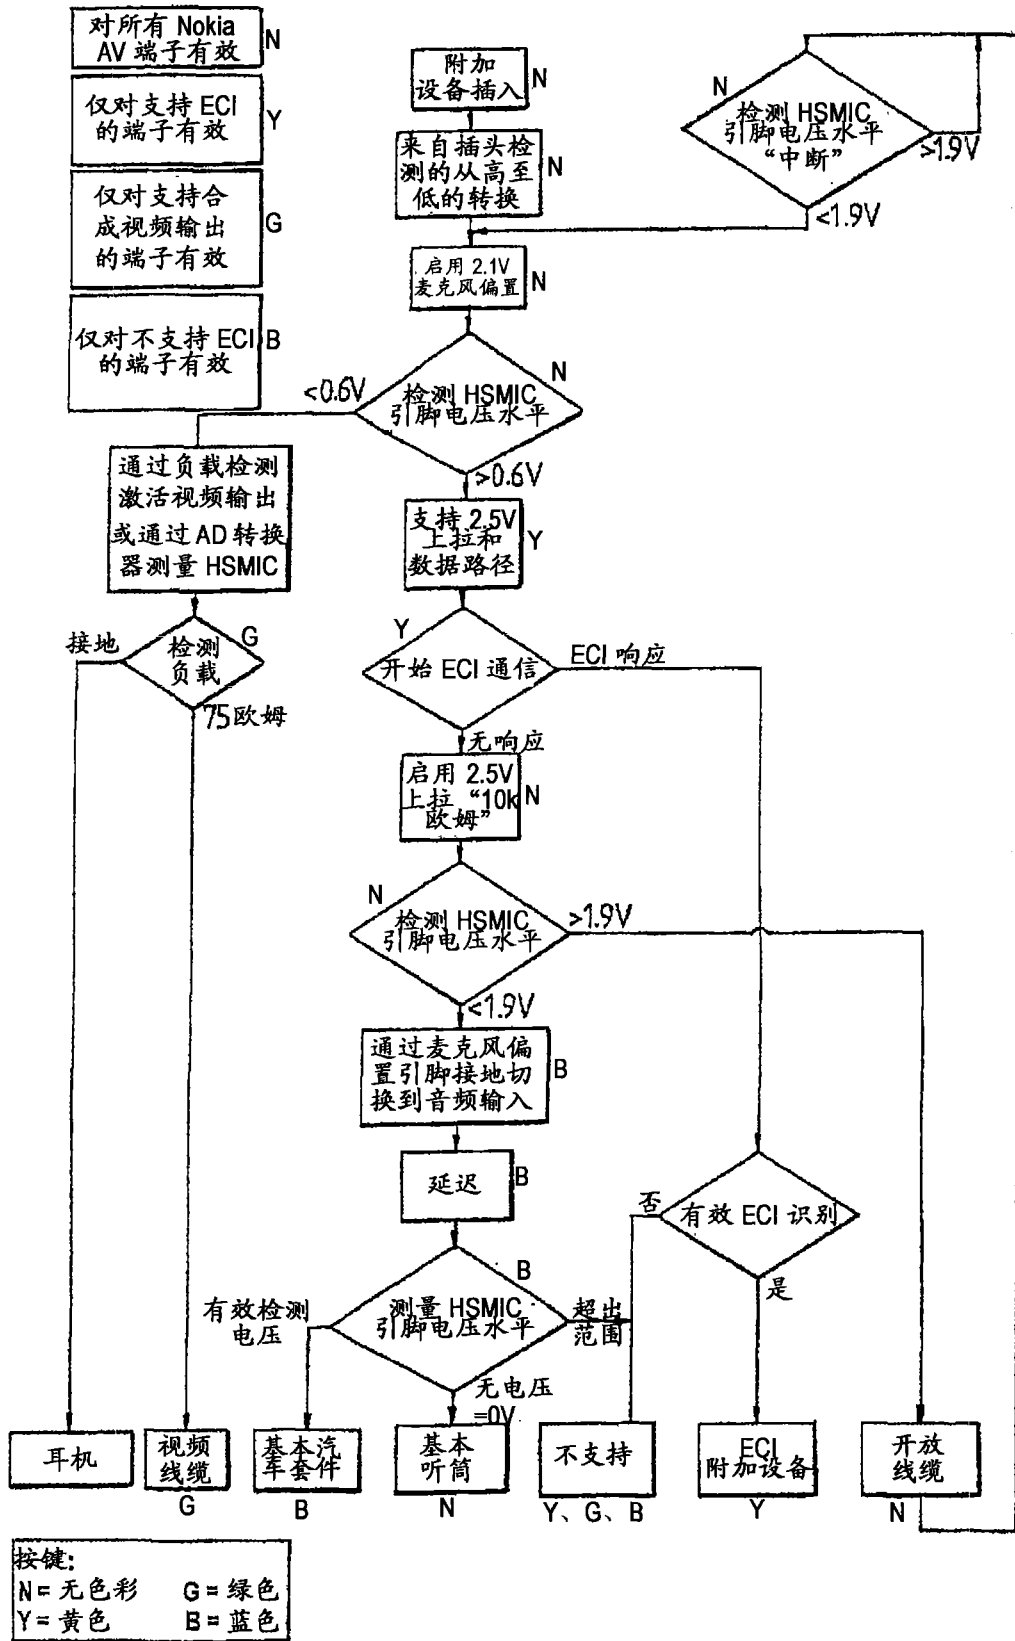 对所有 Nokia
AV 端子有效
N
仅对支持 ECI
的端子有效
Y
仅对支持合
成视频输出
的端子有效
G
仅对不支持 ECI
的端子有效
B
附加
设备插入
N
来自插头检
测的从高至
低的转换
N
N
检测 HSMIC
引脚电压水平
“中断”
>1.9V
<1.9V
启用 2.1V
麦克风偏置
N
<0.6V
N
检测 HSMIC
引脚电压水平
>0.6V
通过负载检测
激活视频输出
或通过 AD 转换
器测量 HSMIC
支持 2.5V
上拉和
数据路径
Y
接地
G
检测
负载
75欧姆
Y
开始 ECI 通信
ECI 响应
无响应
启用 2.5V
上拉 “10k
欧姆”
N
N
检测 HSMIC
引脚电压水平
>1.9V
<1.9V
通过麦克风偏
置引脚接地切
换到音频输入
B
延迟
B
否
有效 ECI 识别
是
B
有效检测
电压
测量 HSMIC
引脚电压水平
超出
范围
无电压
=0V
耳机
视频
线缆
G
基本汽
车套件
B
基本
听筒
N
不支持
Y、G、B
ECI
附加设备
Y
开放
线缆
N
按键:
N = 无色彩 G = 绿色
Y = 黄色 B = 蓝色